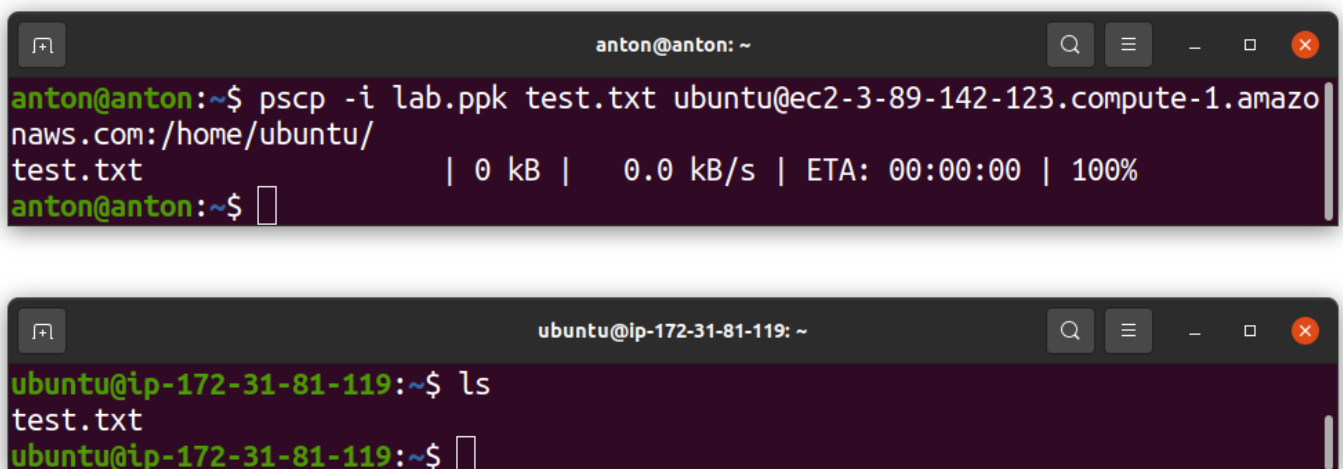 anton@anton: ~
anton@anton:~$ pscp -i lab.ppk test.txt ubuntu@ec2-3-89-142-123.compute-1.amazo
naws.com:/home/ubuntu/
test.txt                  | 0 kB |   0.0 kB/s | ETA: 00:00:00 | 100%
anton@anton:~$
ubuntu@ip-172-31-81-119: ~
ubuntu@ip-172-31-81-119:~$ ls
test.txt
ubuntu@ip-172-31-81-119:~$